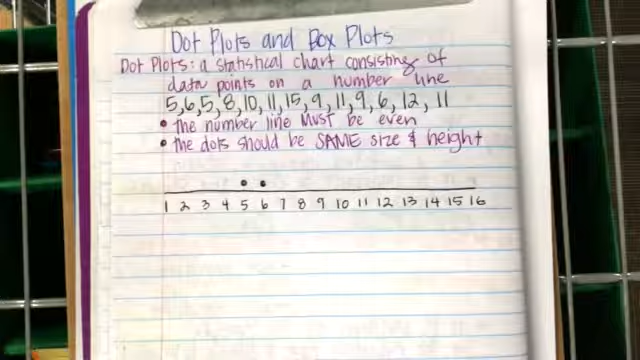 Dot Plots and Box Plots
Dot Plots: a statistical chart consisting of
data points on a number line
5,6,5,8,10,11,15,9,11,9,6,12,11
• the number line MUST be even
• the dots should be SAME size & height
1 2 3 4 5 6 7 8 9 10 11 12 13 14 15 16